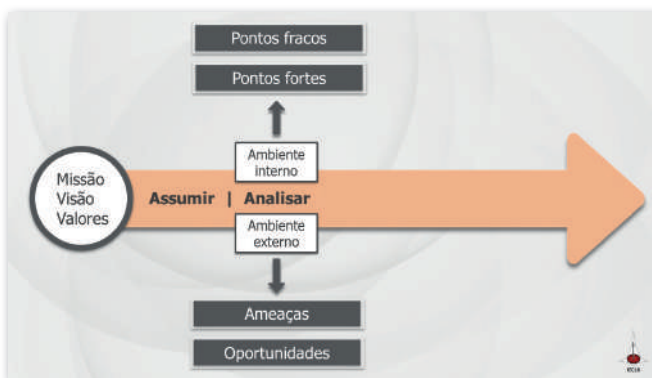 Pontos fracos
Pontos fortes
Ambiente
interno
Missão
Visão
Valores
Assumir | Analisar
Ambiente
externo
Ameaças
Oportunidades